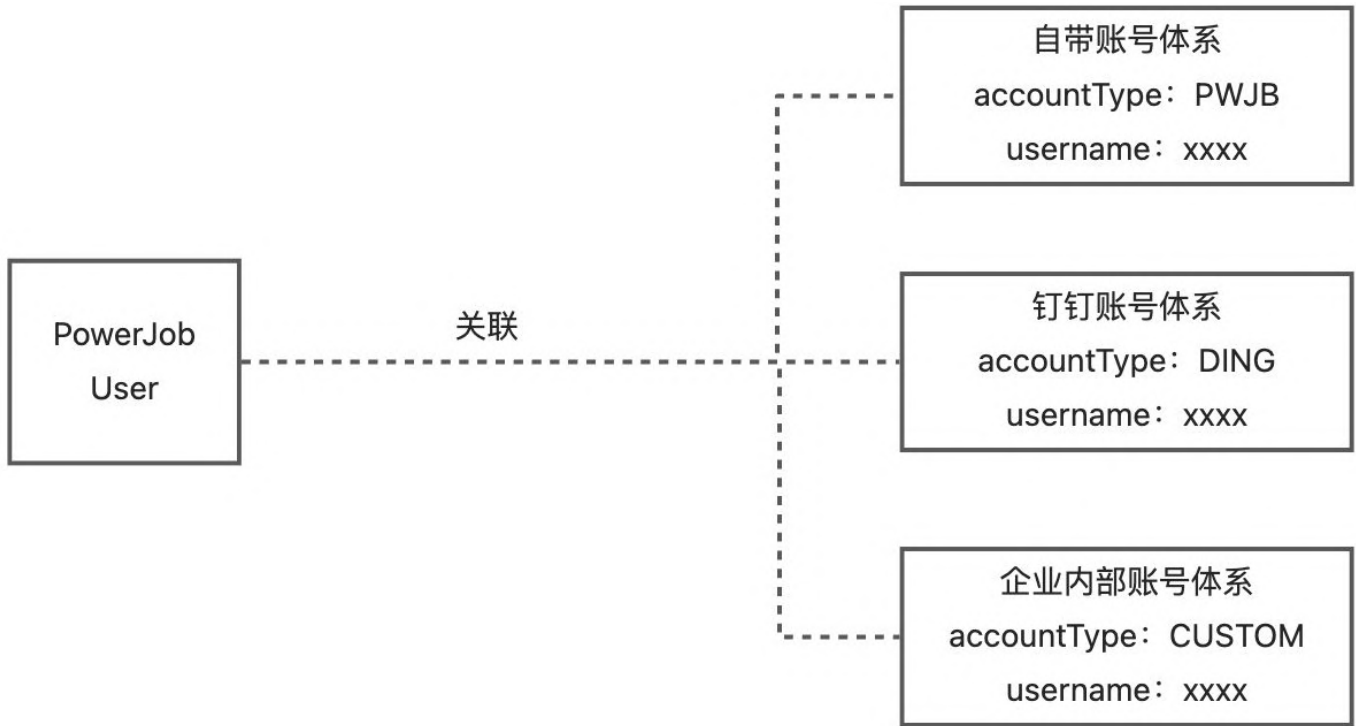 PowerJob
User
关联
自带账号体系
accountType：PWJB
username：xxxx
钉钉账号体系
accountType：DING
username：xxxx
企业内部账号体系
accountType：CUSTOM
username：xxxx